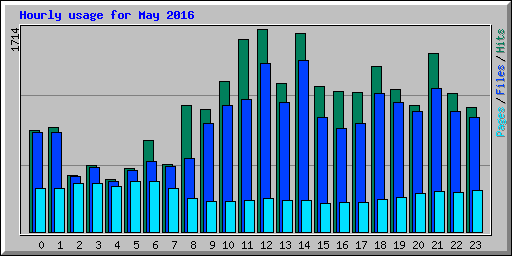 Hourly usage for May 2016
1714
Pages/Files/Hits
0 1 2 3 4 5 6 7 8 9 10 11 12 13 14 15 16 17 18 19 20 21 22 23